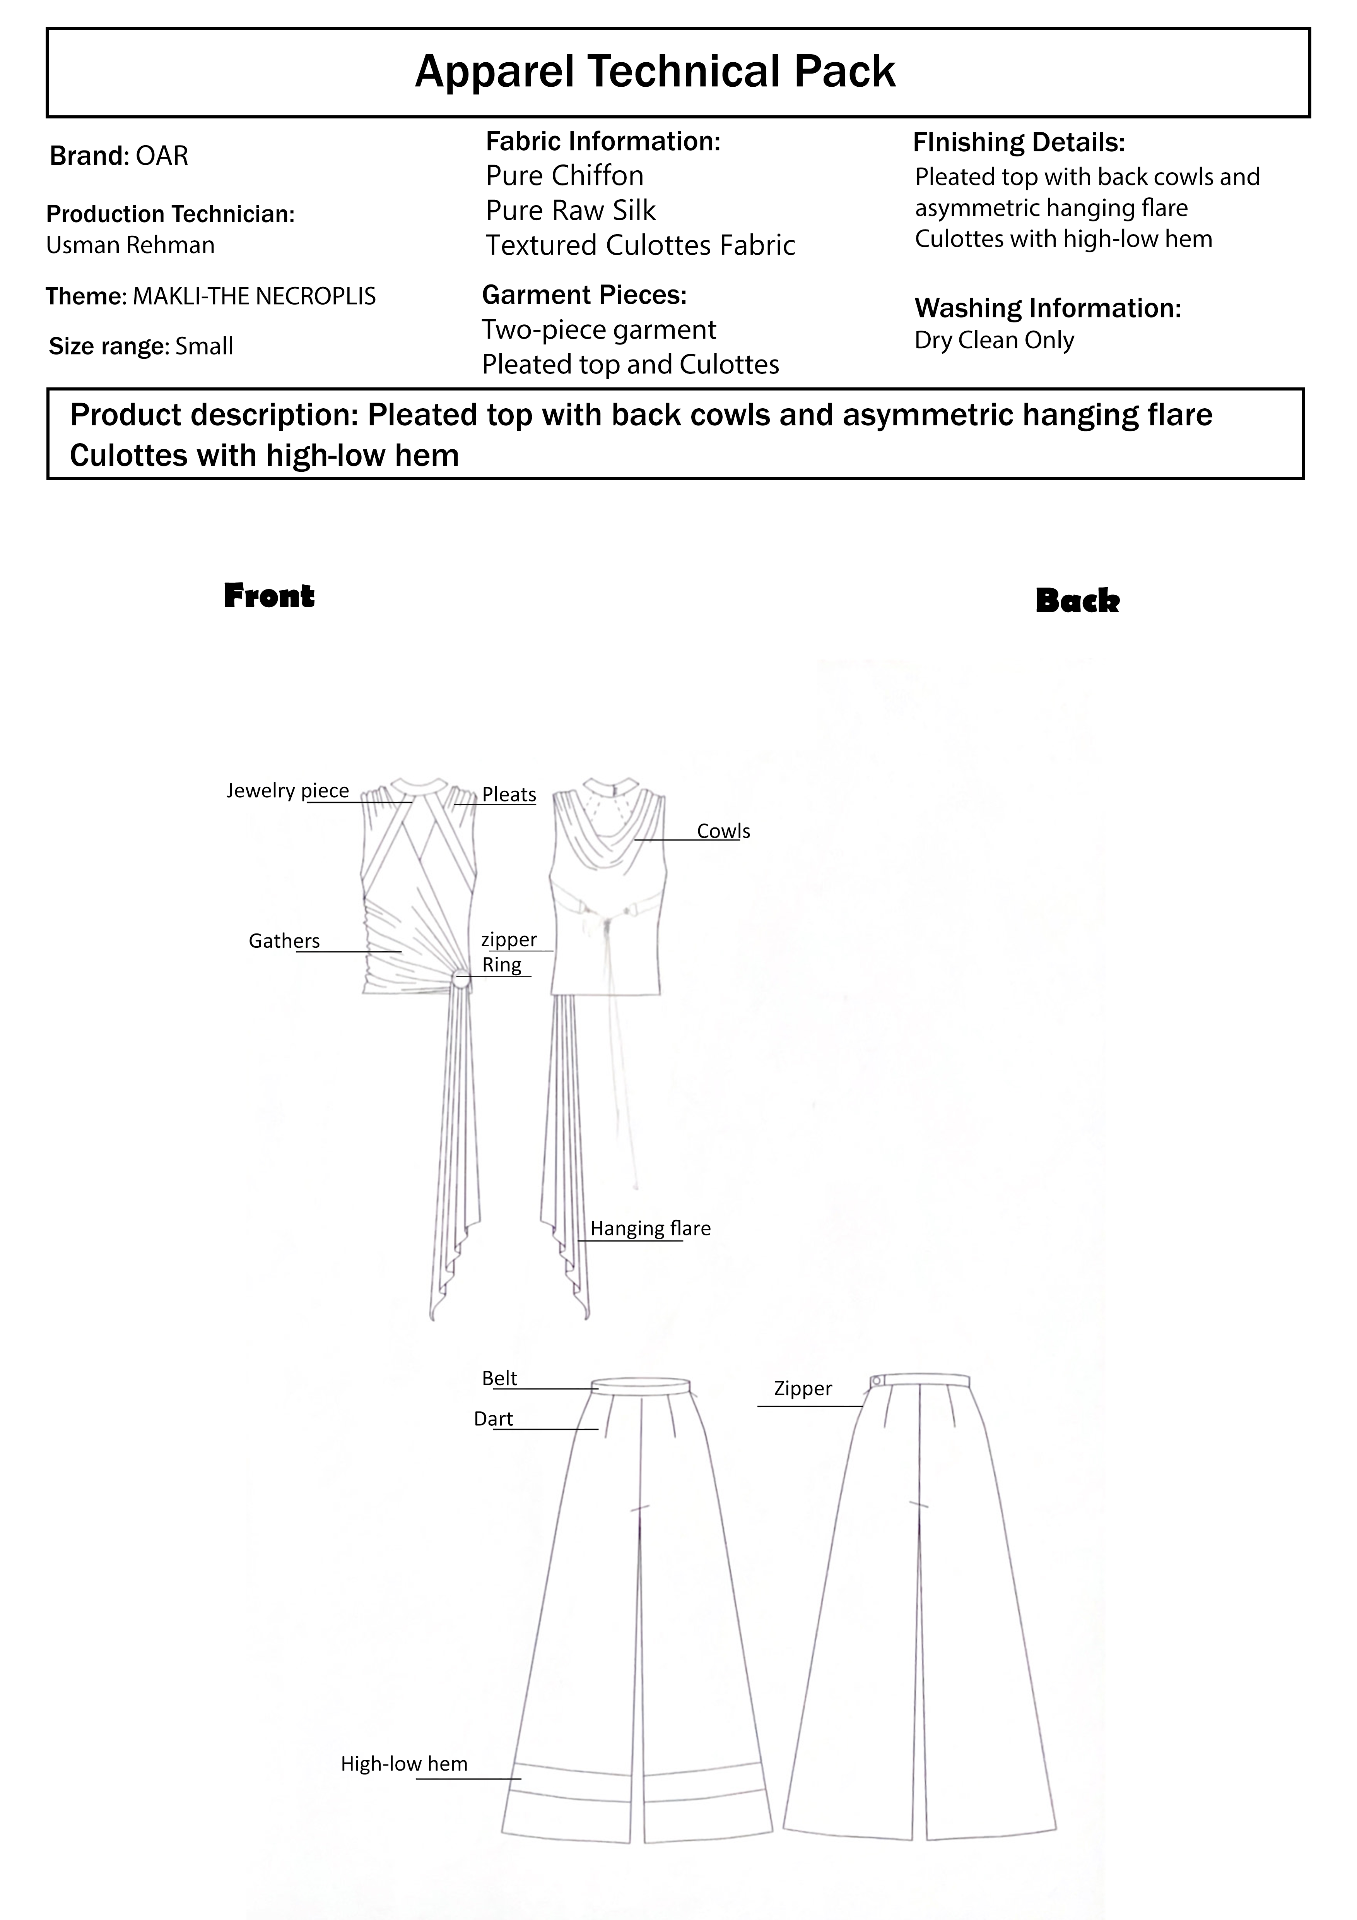 Apparel Technical Pack
Brand: OAR
Production Technician:
Usman Rehman
Theme: MAKLI-THE NECROPLIS
Size range: Small
Fabric Information:
Pure Chiffon
Pure Raw Silk
Textured Culottes Fabric
Garment Pieces:
Two-piece garment
Pleated top and Culottes
FInishing Details:
Pleated top with back cowls and
asymmetric hanging flare
Culottes with high-low hem
Washing Information:
Dry Clean Only
Product description: Pleated top with back cowls and asymmetric hanging flare
Culottes with high-low hem
Front
Back
Jewelry piece
Pleats
Cowls
Gathers
zipper
Ring
Hanging flare
Belt
Zipper
Dart
High-low hem